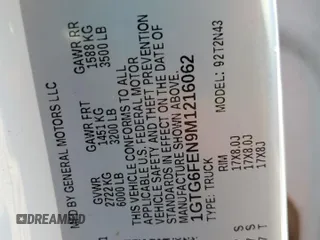 MFD BY GENERAL MOTORS LLC
GVWR
2722 KG
6000 LB
GAWR FRT
1451 KG
3200 LB
GAWR RR
1588 KG
3500 LB
THIS VEHICLE CONFORMS TO ALL
APPLICABLE U.S. FEDERAL MOTOR
VEHICLE SAFETY AND THEFT PREVENTION
STANDARDS IN EFFECT ON THE DATE OF
MANUFACTURE SHOWN ABOVE.
1GTG6FEN9M1216062
TYPE: TRUCK
92T2N43
RIM
17X8.0J
17X8.0J
17X8J
DREAMBID